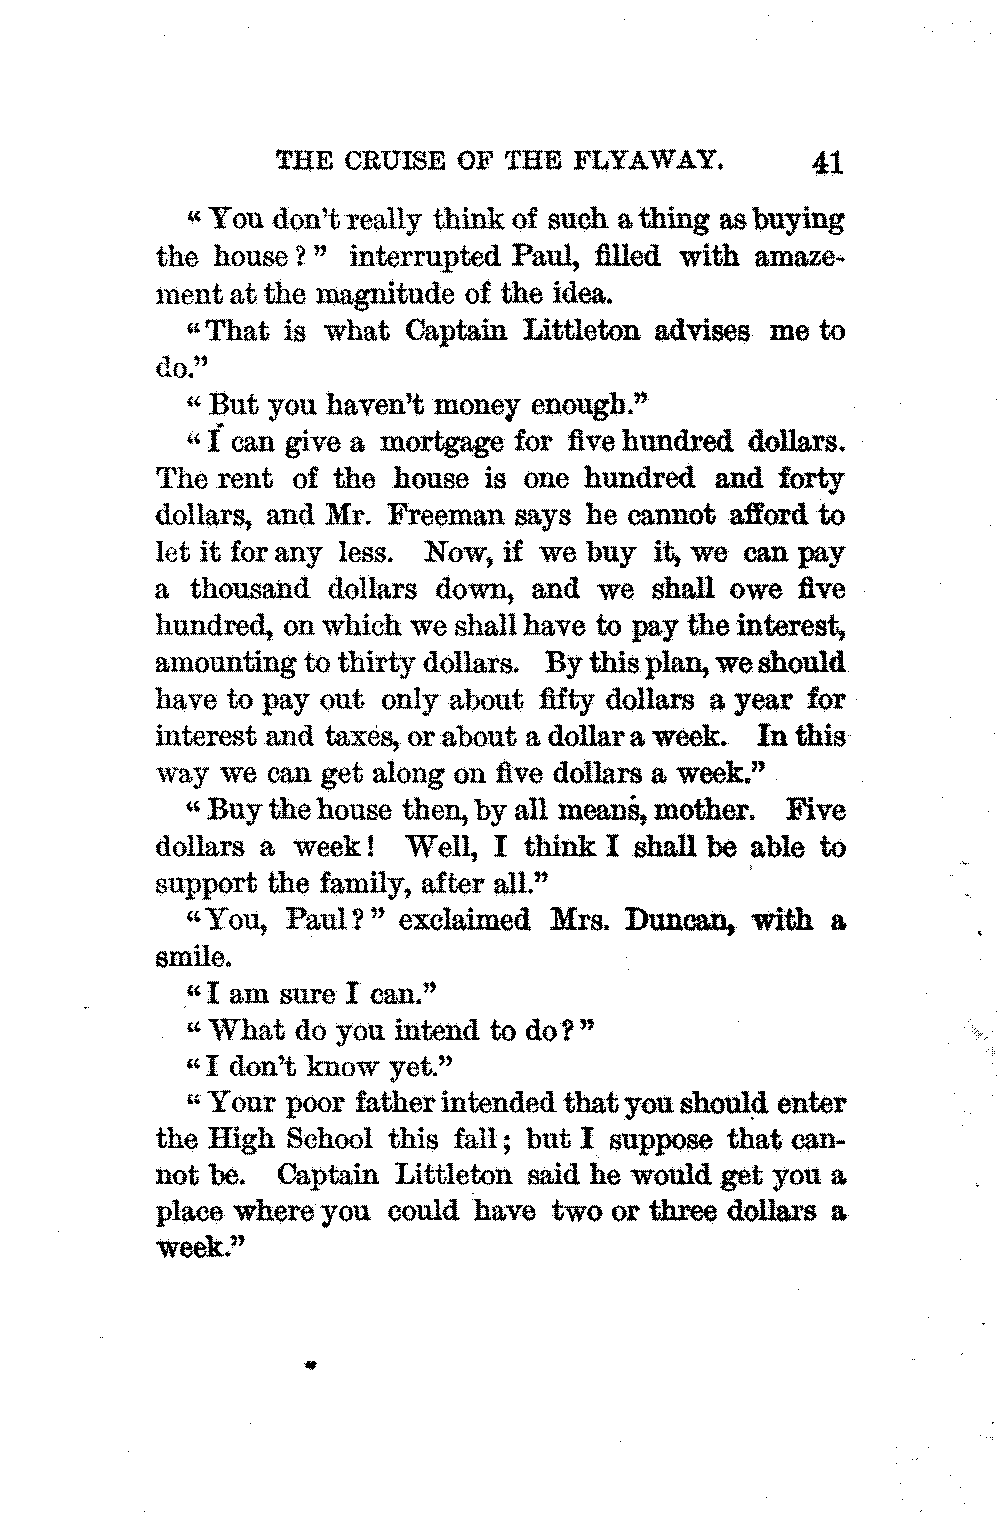 THE CRUISE OF THE FLYAWAY. 41
"You don't really think of such a thing as buying
the house?" interrupted Paul, filled with amaze-
ment at the magnitude of the idea.
"That is what Captain Littleton advises me to
do."
"But you haven't money enough."
"I can give a mortgage for five hundred dollars.
The rent of the house is one hundred and forty
dollars, and Mr. Freeman says he cannot afford to
let it for any less. Now, if we buy it, we can pay
a thousand dollars down, and we shall owe five
hundred, on which we shall have to pay the interest,
amounting to thirty dollars. By this plan, we should
have to pay out only about fifty dollars a year for
interest and taxes, or about a dollar a week. In this
way we can get along on five dollars a week."
"Buy the house then, by all means, mother. Five
dollars a week! Well, I think I shall be able to
support the family, after all."
"You, Paul?" exclaimed Mrs. Duncan, with a
smile.
"I am sure I can."
"What do you intend to do?"
"I don't know yet."
"Your poor father intended that you should enter
the High School this fall; but I suppose that can-
not be. Captain Littleton said he would get you a
place where you could have two or three dollars a
week."